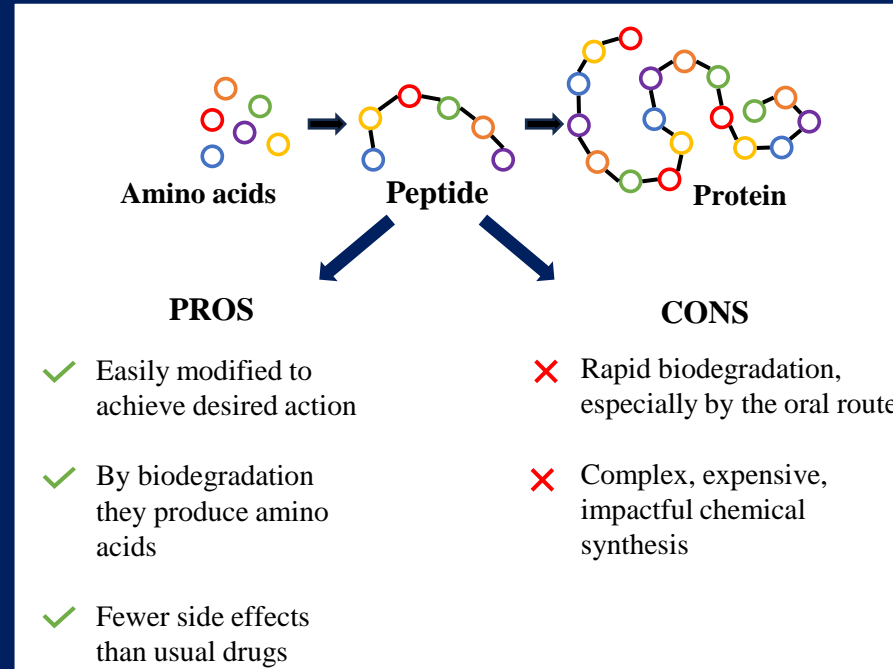 Amino acids
Peptide
Protein
PROS
Easily modified to
achieve desired action
By biodegradation
they produce amino
acids
Fewer side effects
than usual drugs
CONS
Rapid biodegradation,
especially by the oral route
Complex, expensive,
impactful chemical
synthesis